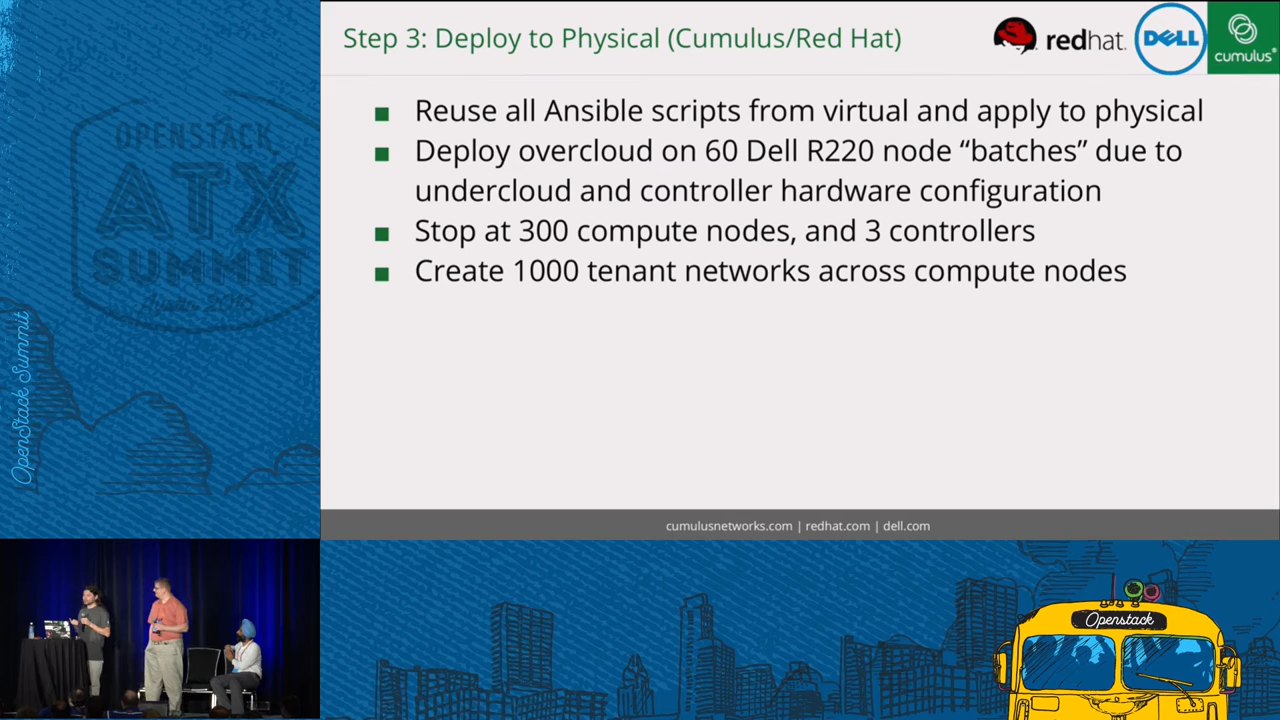 Step 3: Deploy to Physical (Cumulus/Red Hat)
redhat.
DELL
cumulus®
Reuse all Ansible scripts from virtual and apply to physical
Deploy overcloud on 60 Dell R220 node “batches” due to
undercloud and controller hardware configuration
Stop at 300 compute nodes, and 3 controllers
Create 1000 tenant networks across compute nodes
cumulusnetworks.com | redhat.com | dell.com
OPENSTACK
ATX
SUMMIT
Austin 2016
OpenStack Summit
Openstack